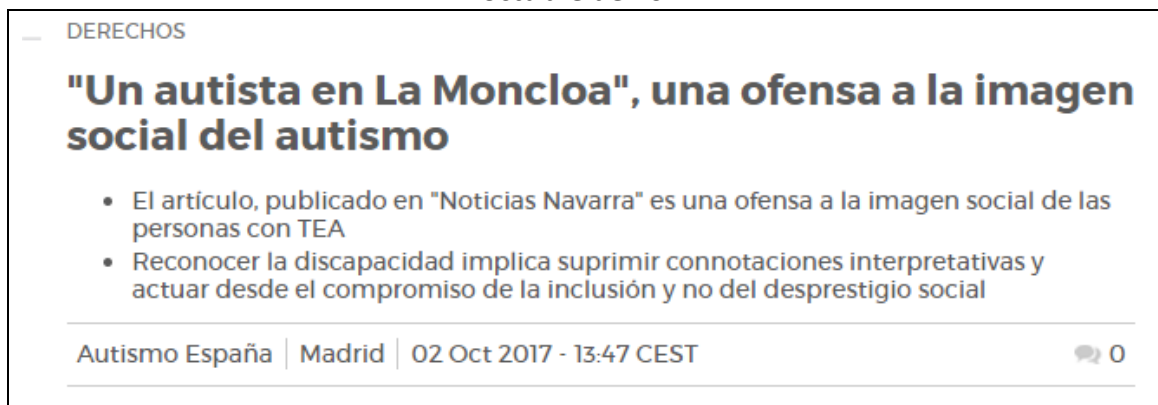 DERECHOS
"Un autista en La Moncloa", una ofensa a la imagen
social del autismo
• El artículo, publicado en "Noticias Navarra" es una ofensa a la imagen social de las
personas con TEA
• Reconocer la discapacidad implica suprimir connotaciones interpretativas y
actuar desde el compromiso de la inclusión y no del desprestigio social
Autismo España | Madrid | 02 Oct 2017 - 13:47 CEST 0